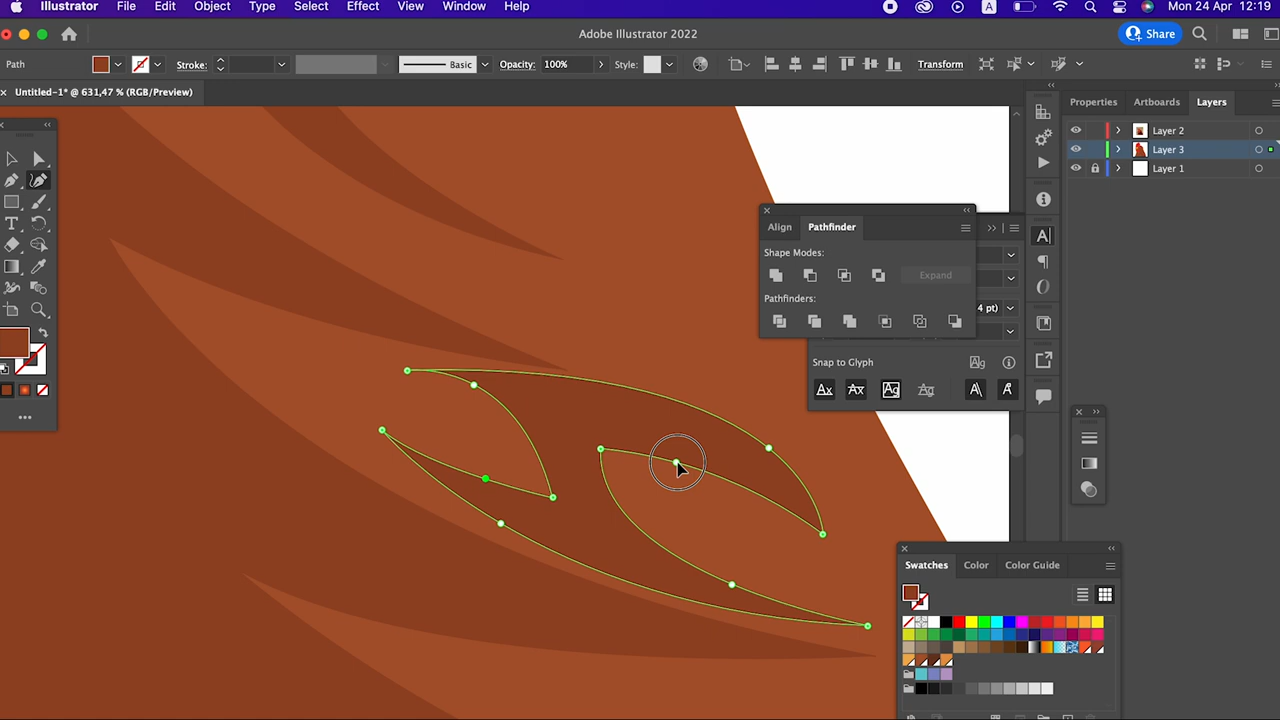 Illustrator File Edit Object Type Select Effect View Window Help A Mon 24 Apr 12:19
Adobe Illustrator 2022
Share
Path Stroke: Basic Opacity: 100% Style: Transform
× Untitled-1* @ 631,47 % (RGB/Preview)
Properties Artboards Layers
Layer 2
Layer 3
Layer 1
Align Pathfinder
Shape Modes:
Expand
Pathfinders:
4 pt)
Snap to Glyph
Swatches Color Color Guide